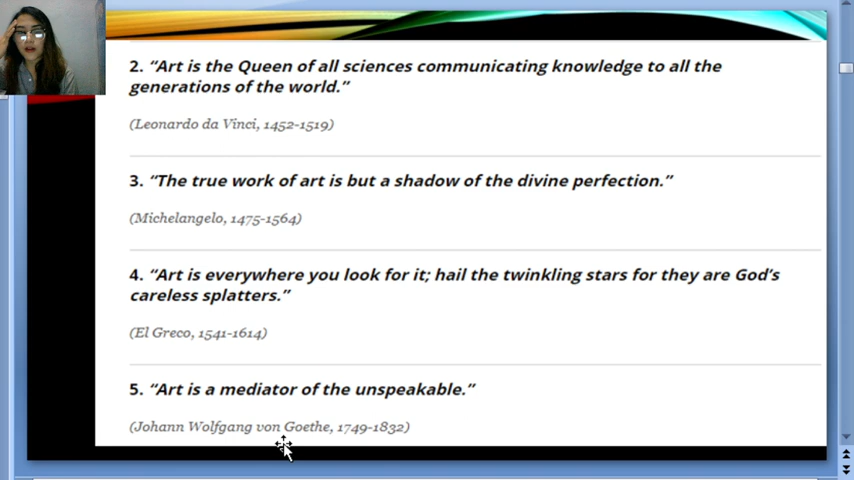 2. “Art is the Queen of all sciences communicating knowledge to all the
generations of the world.”
(Leonardo da Vinci, 1452-1519)
3. “The true work of art is but a shadow of the divine perfection.”
(Michelangelo, 1475-1564)
4. “Art is everywhere you look for it; hail the twinkling stars for they are God’s
careless splatters.”
(El Greco, 1541-1614)
5. “Art is a mediator of the unspeakable.”
(Johann Wolfgang von Goethe, 1749-1832)